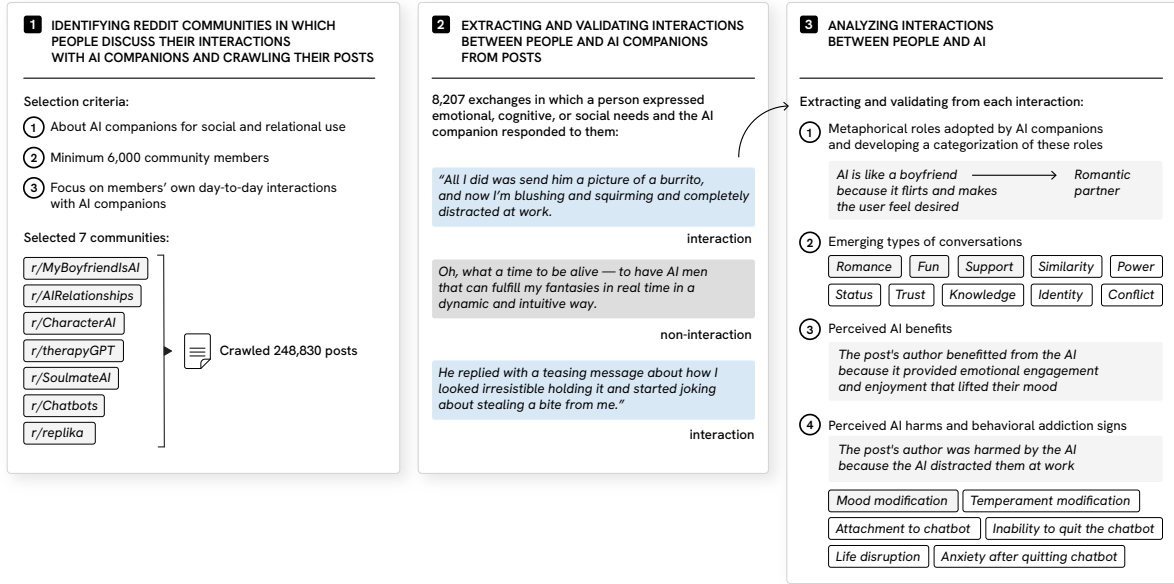 1 IDENTIFYING REDDIT COMMUNITIES IN WHICH
PEOPLE DISCUSS THEIR INTERACTIONS
WITH AI COMPANIONS AND CRAWLING THEIR POSTS
Selection criteria:
1 About AI companions for social and relational use
2 Minimum 6,000 community members
3 Focus on members’ own day-to-day interactions
with AI companions
Selected 7 communities:
r/MyBoyfriendIsAI
r/AIRelationships
r/CharacterAI
r/therapyGPT
r/SoulmateAI
r/Chatbots
r/replika
Crawled 248,830 posts
2 EXTRACTING AND VALIDATING INTERACTIONS
BETWEEN PEOPLE AND AI COMPANIONS
FROM POSTS
8,207 exchanges in which a person expressed
emotional, cognitive, or social needs and the AI
companion responded to them:
“All I did was send him a picture of a burrito,
and now I’m blushing and squirming and completely
distracted at work.
interaction
Oh, what a time to be alive — to have AI men
that can fulfill my fantasies in real time in a
dynamic and intuitive way.
non-interaction
He replied with a teasing message about how I
looked irresistible holding it and started joking
about stealing a bite from me.”
interaction
3 ANALYZING INTERACTIONS
BETWEEN PEOPLE AND AI
Extracting and validating from each interaction:
1 Metaphorical roles adopted by AI companions
and developing a categorization of these roles
AI is like a boyfriend
because it flirts and makes
the user feel desired
Romantic
partner
2 Emerging types of conversations
Romance Fun Support Similarity Power
Status Trust Knowledge Identity Conflict
3 Perceived AI benefits
The post's author benefitted from the AI
because it provided emotional engagement
and enjoyment that lifted their mood
4 Perceived AI harms and behavioral addiction signs
The post's author was harmed by the AI
because the AI distracted them at work
Mood modification Temperament modification
Attachment to chatbot Inability to quit the chatbot
Life disruption Anxiety after quitting chatbot